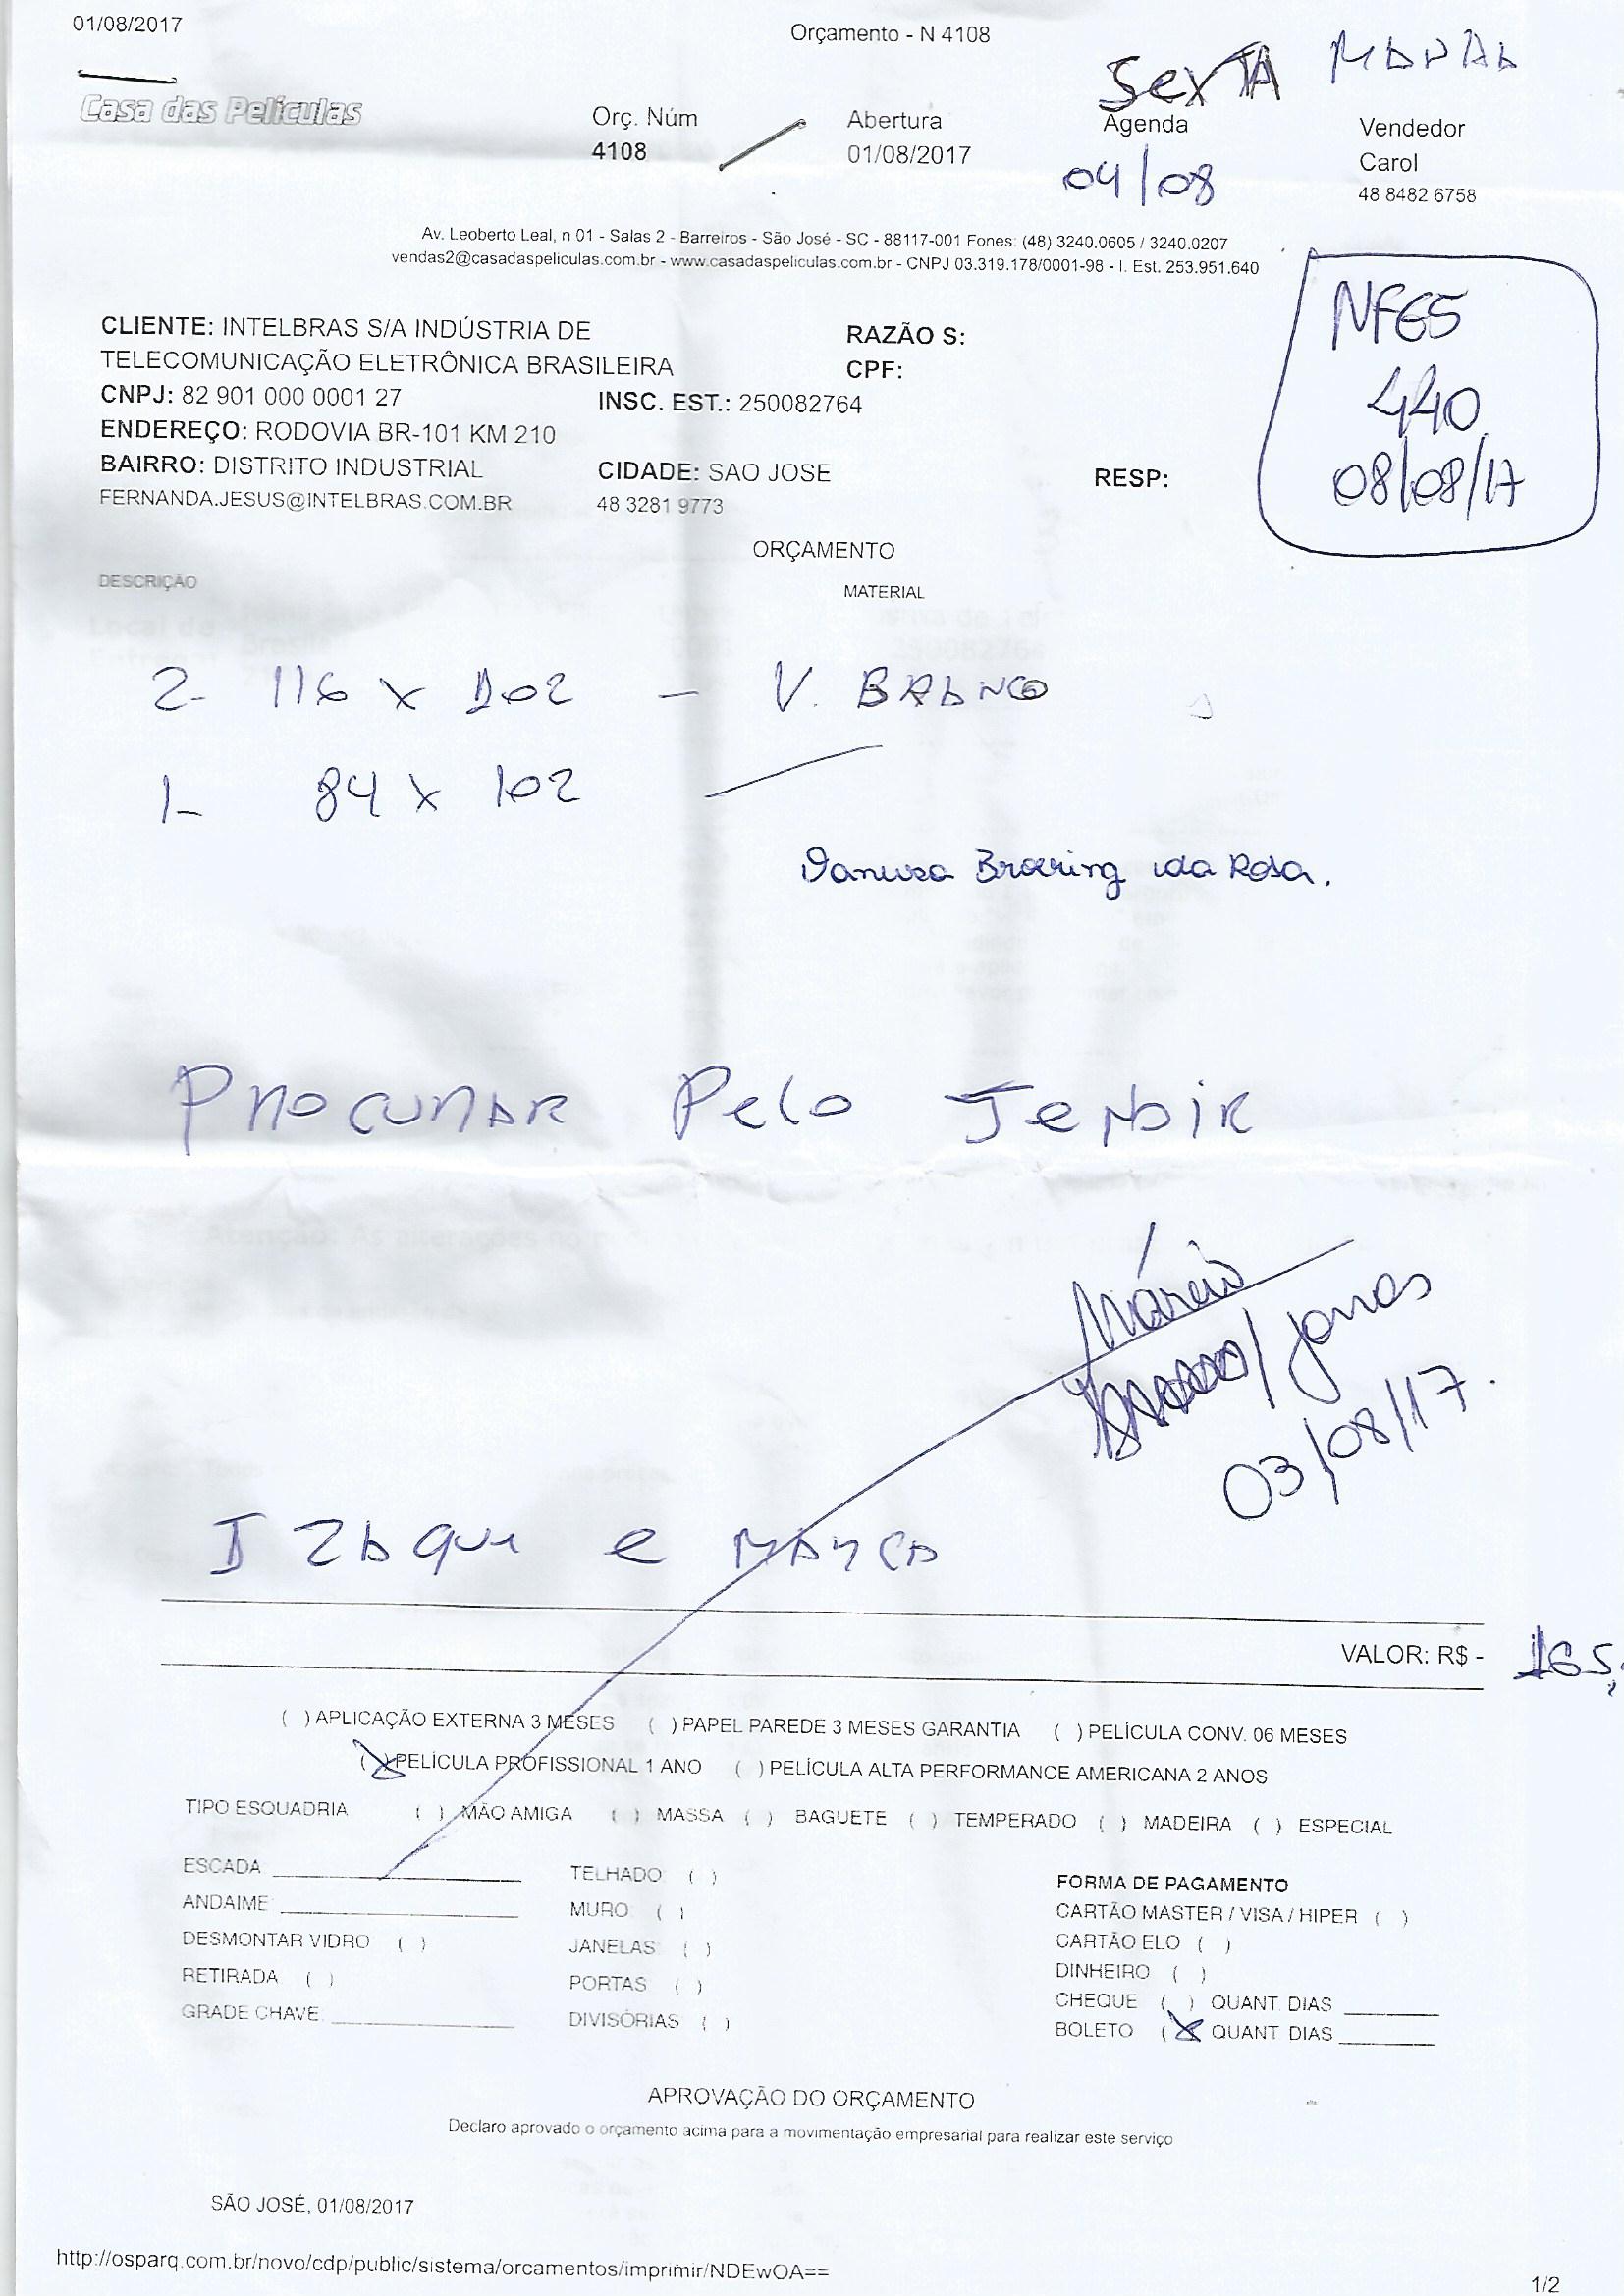 01/08/2017
Orçamento - N 4108
SexTA MANHÃ
Casa das Películas
Orç. Núm
4108
Abertura
01/08/2017
Agenda
04/08
Vendedor
Carol
48 8482 6758
Av. Leoberto Leal, n 01 - Salas 2 - Barreiros - São José - SC - 88117-001 Fones: (48) 3240.0605 / 3240.0207
vendas2@casadaspeliculas.com.br - www.casadaspeliculas.com.br - CNPJ 03.319.178/0001-98 - I. Est. 253.951.640
NFGS
440
08/08/17
CLIENTE: INTELBRAS S/A INDÚSTRIA DE
TELECOMUNICAÇÃO ELETRÔNICA BRASILEIRA
RAZÃO S:
CPF:
CNPJ: 82 901 000 0001 27
INSC. EST.: 250082764
ENDEREÇO: RODOVIA BR-101 KM 210
BAIRRO: DISTRITO INDUSTRIAL
CIDADE: SAO JOSE
RESP:
FERNANDA.JESUS@INTELBRAS.COM.BR
48 3281 9773
ORÇAMENTO
DESCRIÇÃO
MATERIAL
2- 116 x 102 - V. BRANCO
1- 84 x 102
Danusa Broering da Rosa.
PROCURAR Pelo JeNDiR
Márcio
/ Jonas
03/08/17.
IZAque e
VALOR: R$ - 165,
( ) APLICAÇÃO EXTERNA 3 MESES ( ) PAPEL PAREDE 3 MESES GARANTIA ( ) PELÍCULA CONV. 06 MESES
(X) PELÍCULA PROFISSIONAL 1 ANO ( ) PELÍCULA ALTA PERFORMANCE AMERICANA 2 ANOS
TIPO ESQUADRIA ( ) MÃO AMIGA ( ) MASSA ( ) BAGUETE ( ) TEMPERADO ( ) MADEIRA ( ) ESPECIAL
ESCADA
ANDAIME
DESMONTAR VIDRO ( )
RETIRADA ( )
GRADE CHAVE
TELHADO ( )
MURO ( )
JANELAS ( )
PORTAS ( )
DIVISÓRIAS ( )
FORMA DE PAGAMENTO
CARTÃO MASTER / VISA / HIPER ( )
CARTÃO ELO ( )
DINHEIRO ( )
CHEQUE ( ) QUANT. DIAS
BOLETO (X) QUANT DIAS
APROVAÇÃO DO ORÇAMENTO
Declaro aprovado o orçamento acima para a movimentação empresarial para realizar este serviço
SÃO JOSÉ, 01/08/2017
http://osparq.com.br/novo/cdp/public/sistema/orcamentos/imprimir/NDEwOA==
1/2